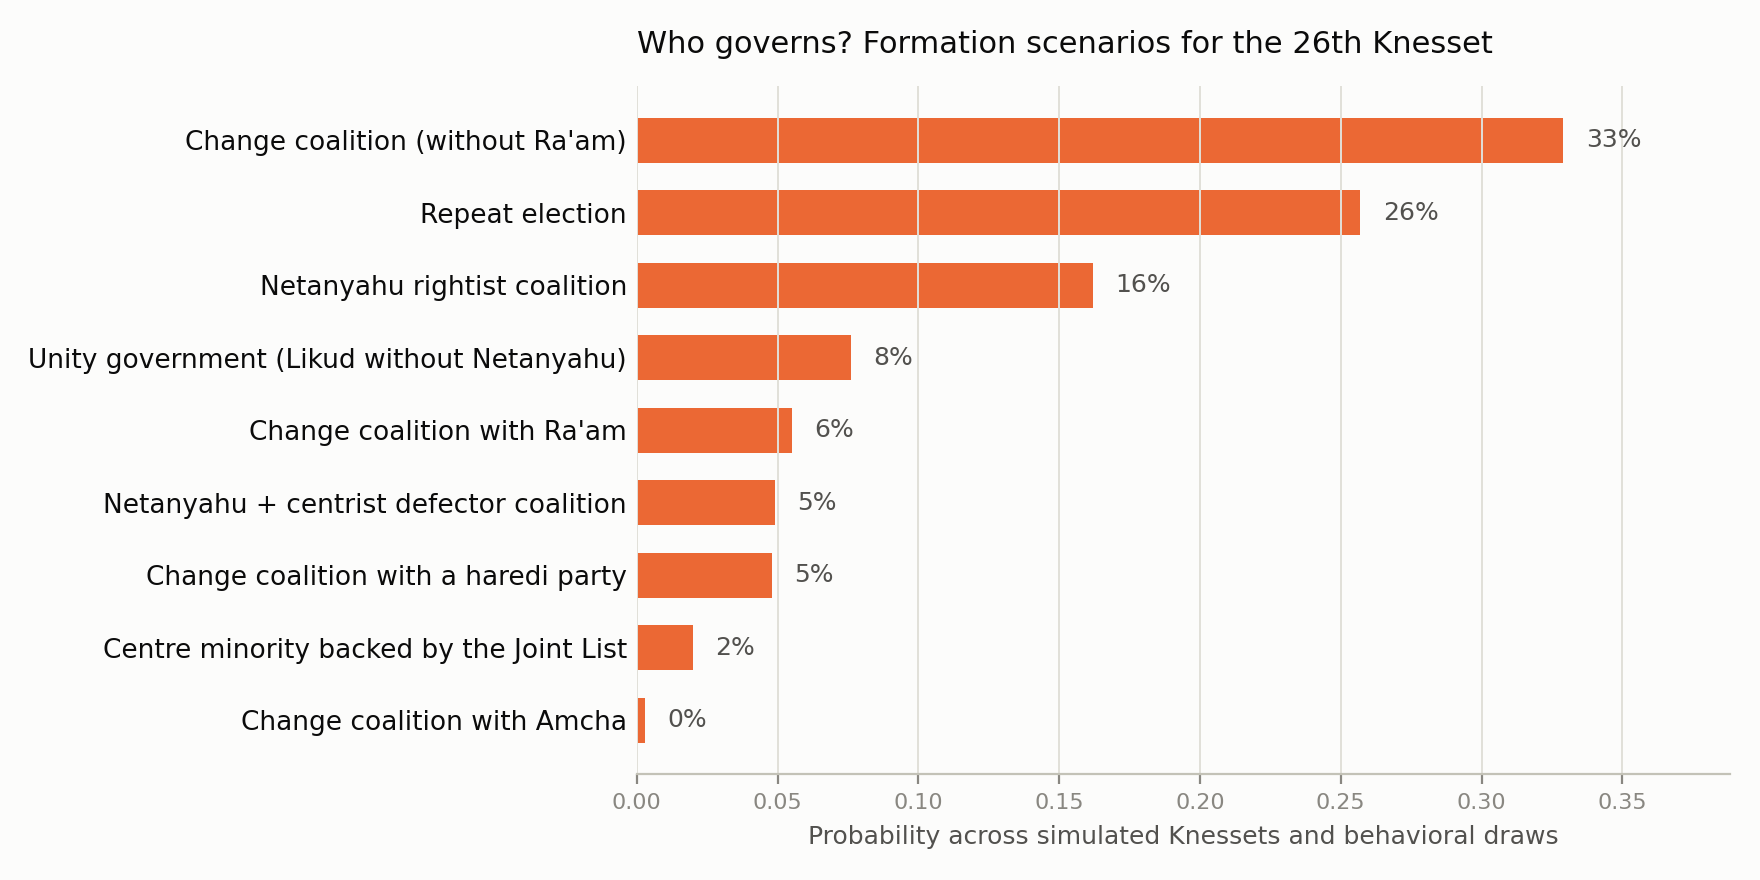 Who governs? Formation scenarios for the 26th Knesset
Change coalition (without Ra'am)
33%
Repeat election
26%
Netanyahu rightist coalition
16%
Unity government (Likud without Netanyahu)
8%
Change coalition with Ra'am
6%
Netanyahu + centrist defector coalition
5%
Change coalition with a haredi party
5%
Centre minority backed by the Joint List
2%
Change coalition with Amcha
0%
0.00 0.05 0.10 0.15 0.20 0.25 0.30 0.35
Probability across simulated Knessets and behavioral draws